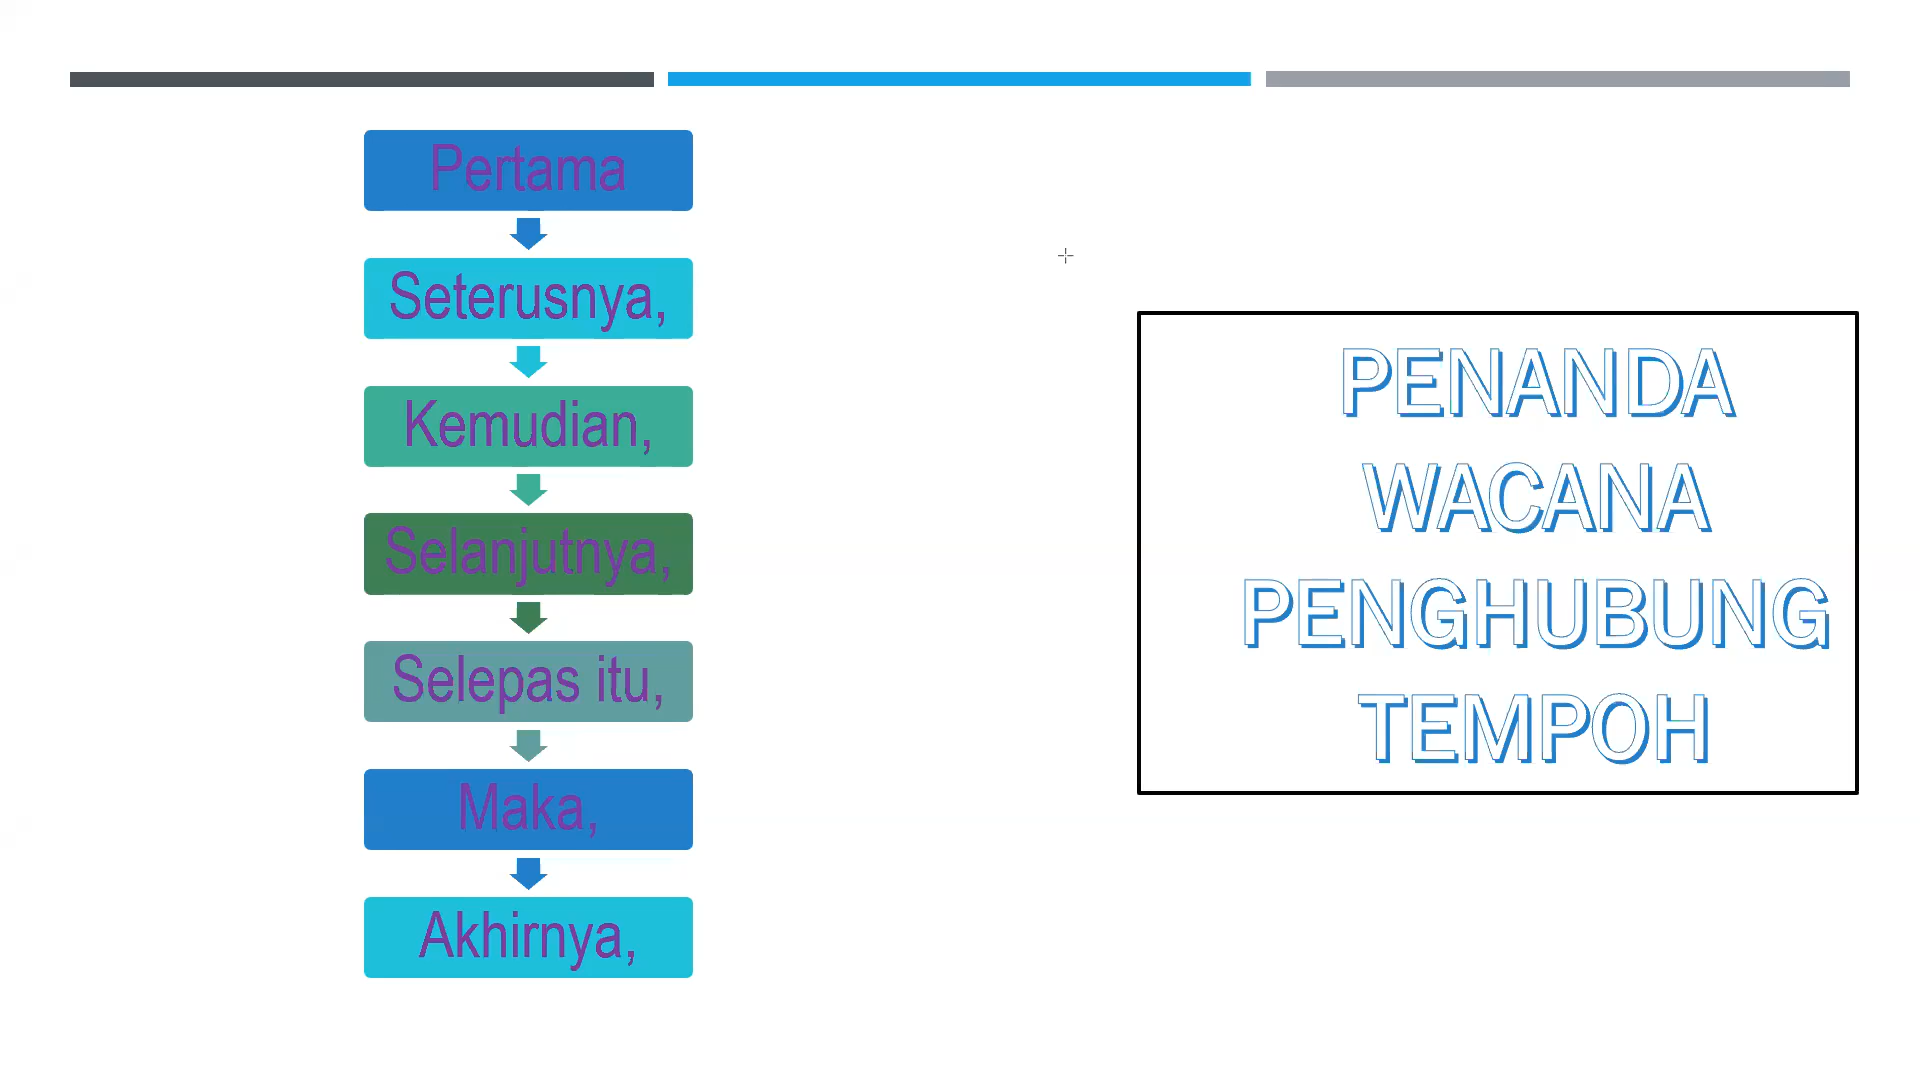 Pertama
Seterusnya,
Kemudian,
Selanjutnya,
Selepas itu,
Maka,
Akhirnya,
PENANDA
WACANA
PENGHUBUNG
TEMPOH